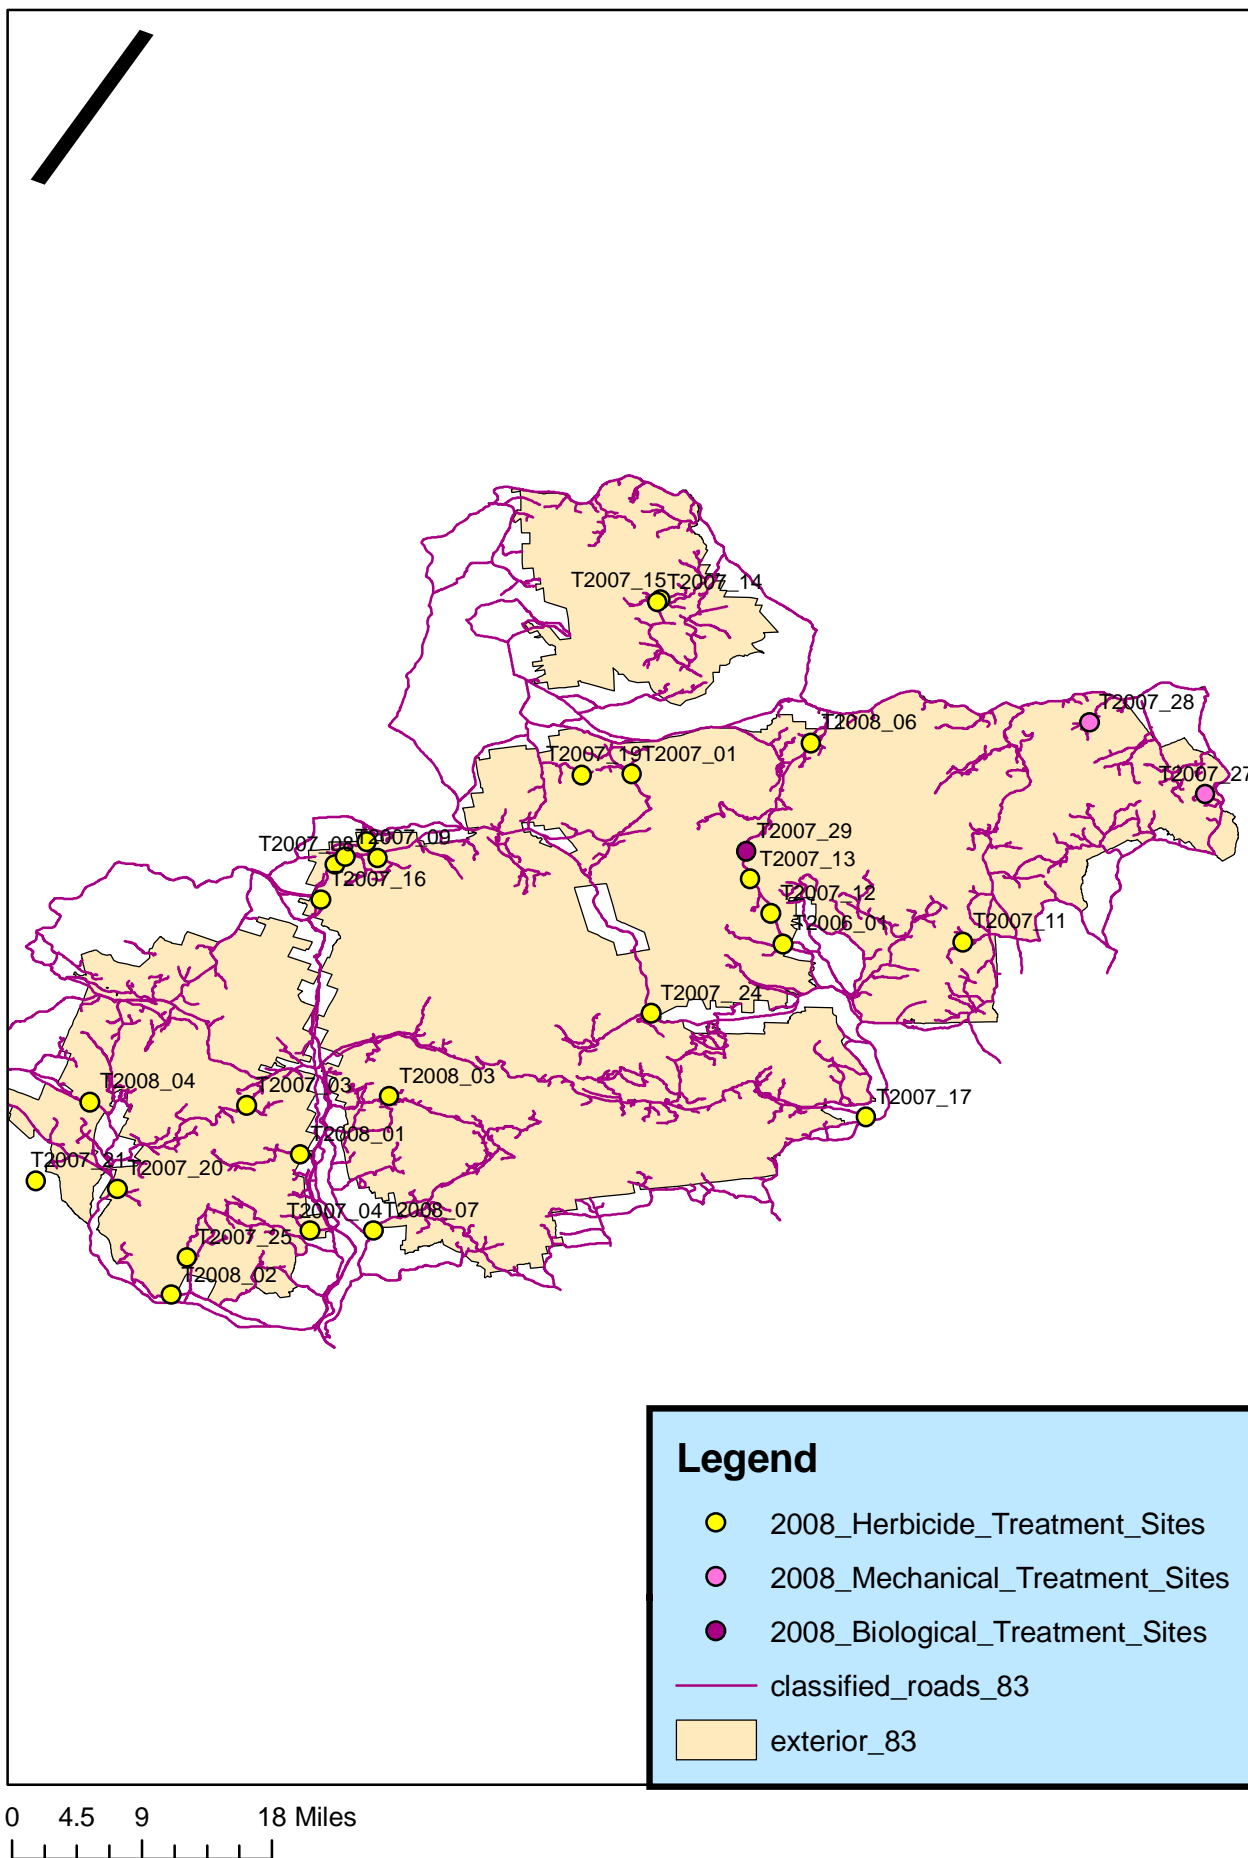 T2007_15
T2007_14
T2007_28
T2008_06
T2007_19
T2007_01
T2007_27
T2007_08
T2007_09
T2007_29
T2007_13
T2007_16
T2007_12
T2006_01
T2007_11
T2007_24
T2008_04
T2007_03
T2008_03
T2007_17
T2008_01
T2007_21
T2007_20
T2007_04
T2008_07
T2007_25
T2008_02
Legend
2008_Herbicide_Treatment_Sites
2008_Mechanical_Treatment_Sites
2008_Biological_Treatment_Sites
classified_roads_83
exterior_83
0 4.5 9 18 Miles